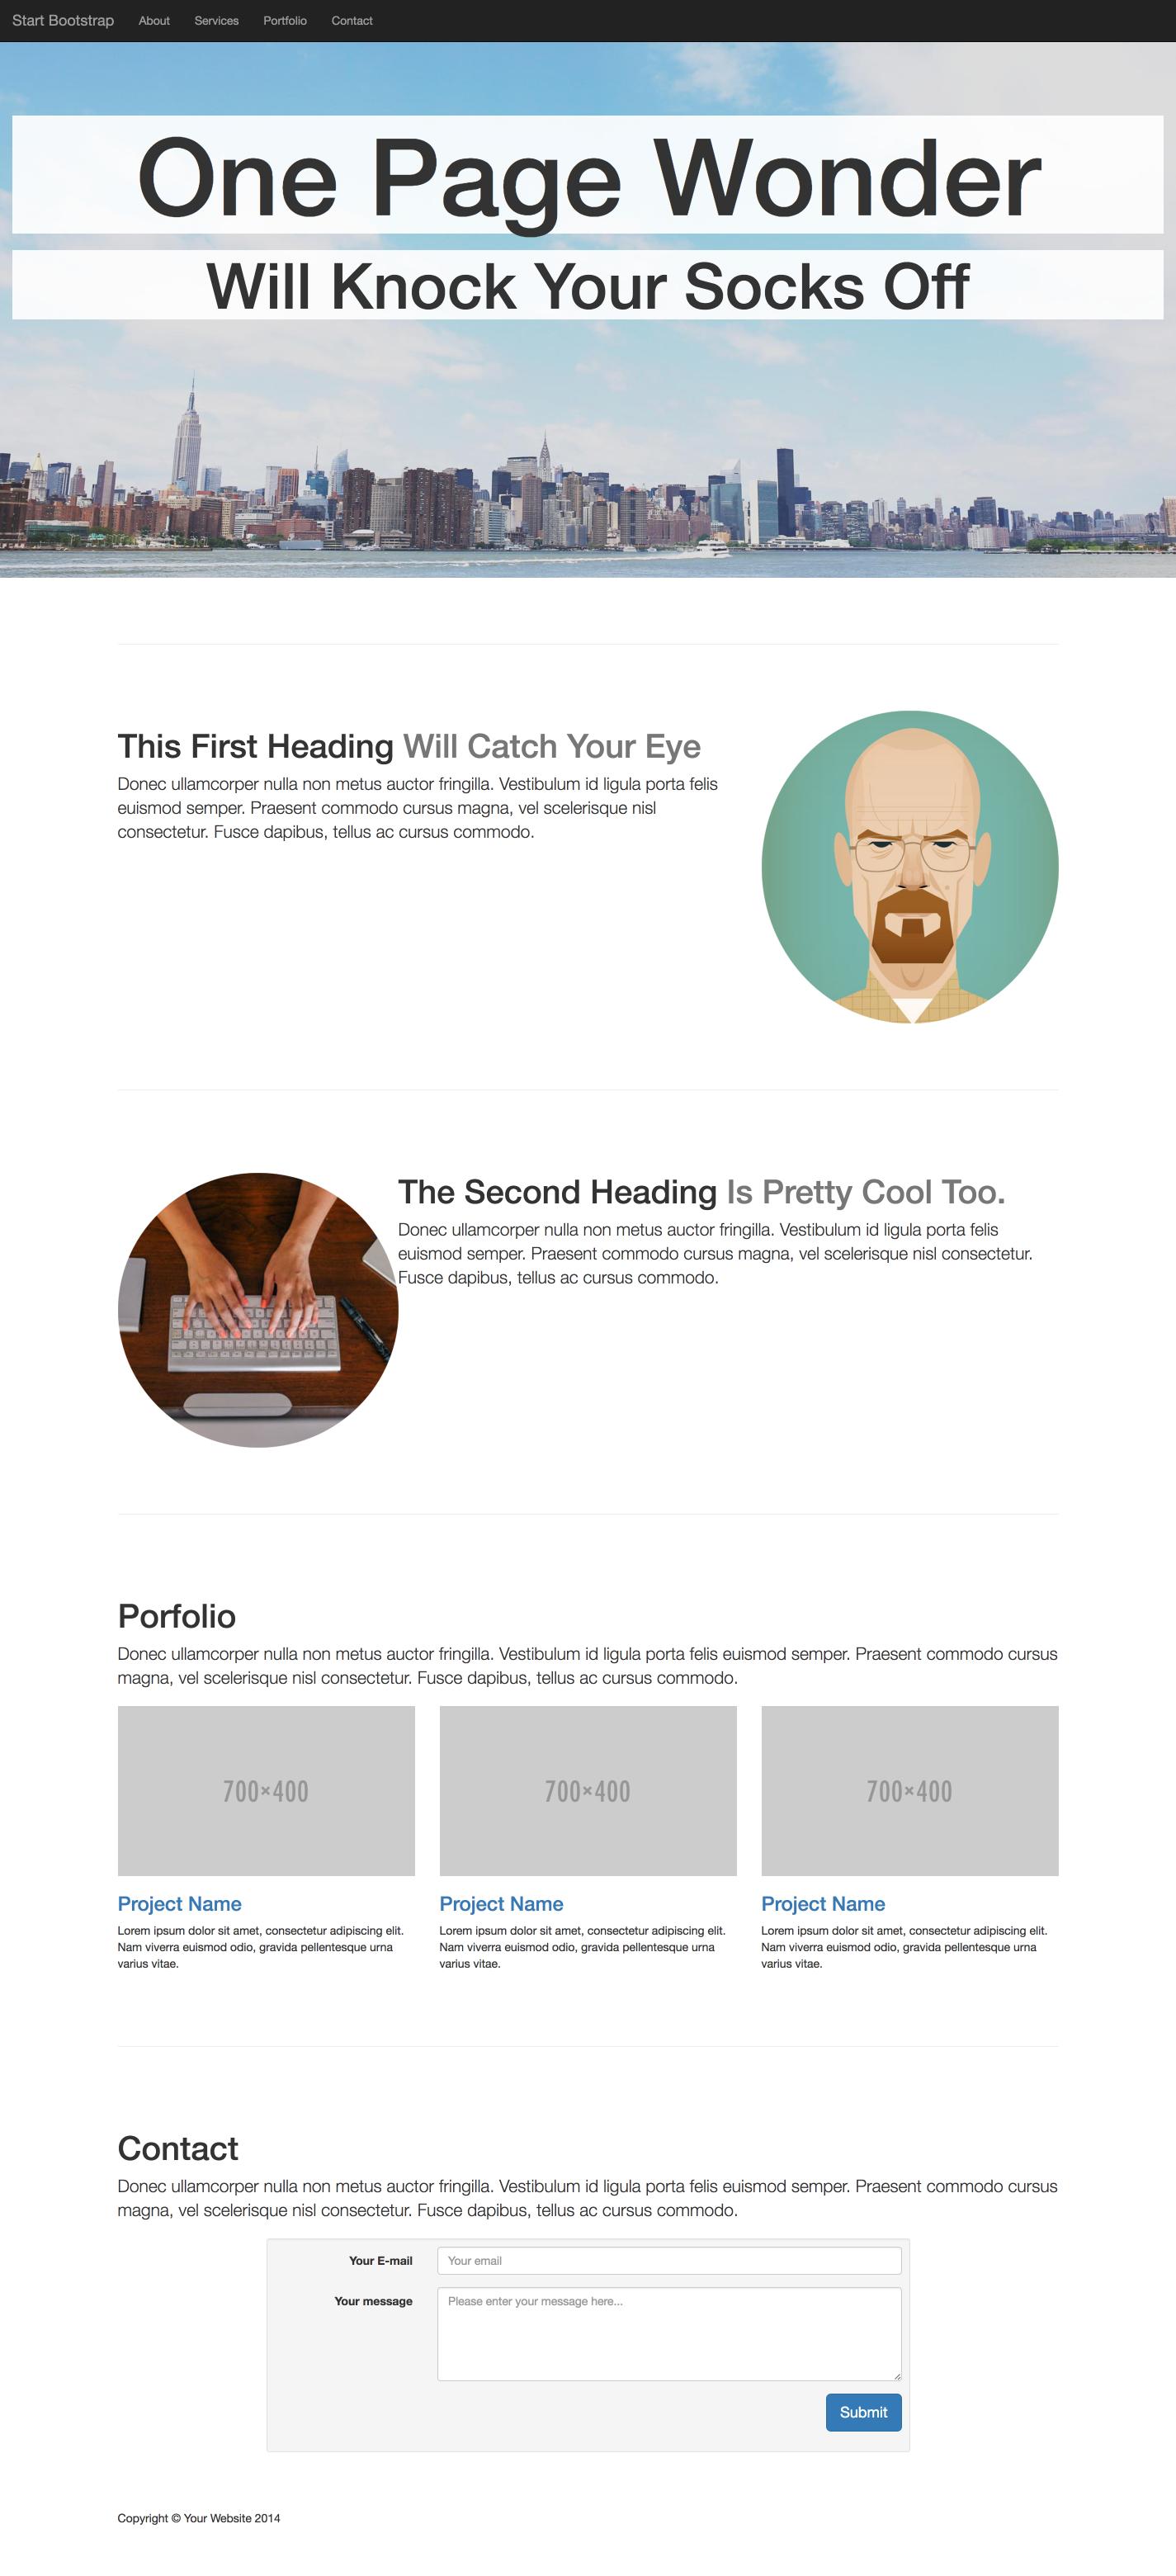 Start Bootstrap About Services Portfolio Contact
One Page Wonder
Will Knock Your Socks Off
This First Heading Will Catch Your Eye
Donec ullamcorper nulla non metus auctor fringilla. Vestibulum id ligula porta felis
euismod semper. Praesent commodo cursus magna, vel scelerisque nisl
consectetur. Fusce dapibus, tellus ac cursus commodo.
The Second Heading Is Pretty Cool Too.
Donec ullamcorper nulla non metus auctor fringilla. Vestibulum id ligula porta felis
euismod semper. Praesent commodo cursus magna, vel scelerisque nisl consectetur.
Fusce dapibus, tellus ac cursus commodo.
Porfolio
Donec ullamcorper nulla non metus auctor fringilla. Vestibulum id ligula porta felis euismod semper. Praesent commodo cursus
magna, vel scelerisque nisl consectetur. Fusce dapibus, tellus ac cursus commodo.
700×400
Project Name
Lorem ipsum dolor sit amet, consectetur adipiscing elit.
Nam viverra euismod odio, gravida pellentesque urna
varius vitae.
700×400
Project Name
Lorem ipsum dolor sit amet, consectetur adipiscing elit.
Nam viverra euismod odio, gravida pellentesque urna
varius vitae.
700×400
Project Name
Lorem ipsum dolor sit amet, consectetur adipiscing elit.
Nam viverra euismod odio, gravida pellentesque urna
varius vitae.
Contact
Donec ullamcorper nulla non metus auctor fringilla. Vestibulum id ligula porta felis euismod semper. Praesent commodo cursus
magna, vel scelerisque nisl consectetur. Fusce dapibus, tellus ac cursus commodo.
Your E-mail Your email
Your message Please enter your message here...
Submit
Copyright © Your Website 2014